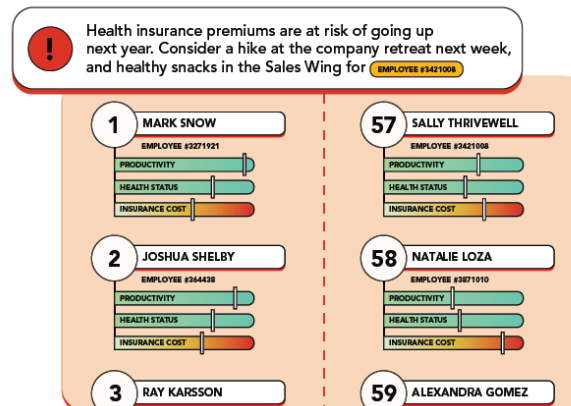 !
Health insurance premiums are at risk of going up
next year. Consider a hike at the company retreat next week,
and healthy snacks in the Sales Wing for EMPLOYEE #3421008
1 MARK SNOW
EMPLOYEE #3271921
PRODUCTIVITY
HEALTH STATUS
INSURANCE COST
2 JOSHUA SHELBY
EMPLOYEE #364438
PRODUCTIVITY
HEALTH STATUS
INSURANCE COST
3 RAY KARSSON
57 SALLY THRIVEWELL
EMPLOYEE #3421008
PRODUCTIVITY
HEALTH STATUS
INSURANCE COST
58 NATALIE LOZA
EMPLOYEE #3871010
PRODUCTIVITY
HEALTH STATUS
INSURANCE COST
59 ALEXANDRA GOMEZ